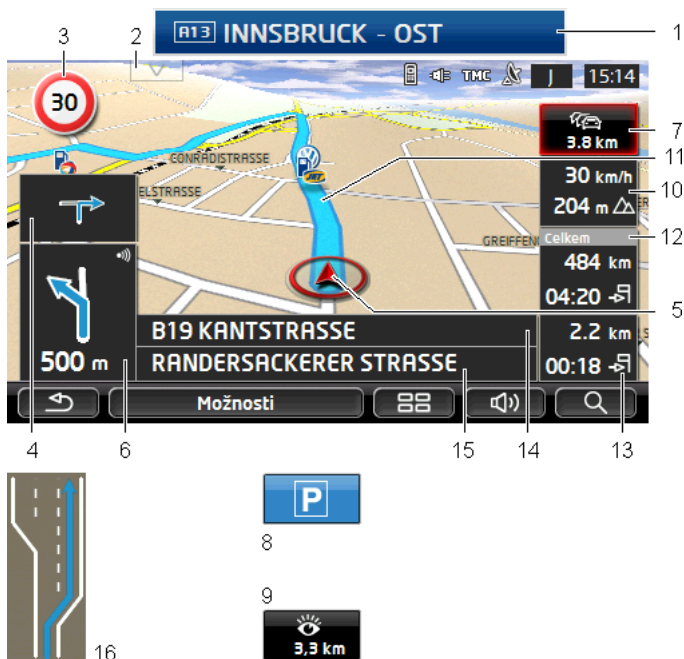 A13 INNSBRUCK - OST
1
2
3
30
TMC
J
15:14
7
3.8 km
11
CONRADISTRASSE
ELSTRASSE
30 km/h
10
204 m
GREIFFEN
Celkem
12
484 km
04:20
5
B19 KANTSTRASSE
2.2 km
500 m
RANDERSACKERER STRASSE
00:18
Možnosti
4
6
15
14
13
P
8
9
3,3 km
16